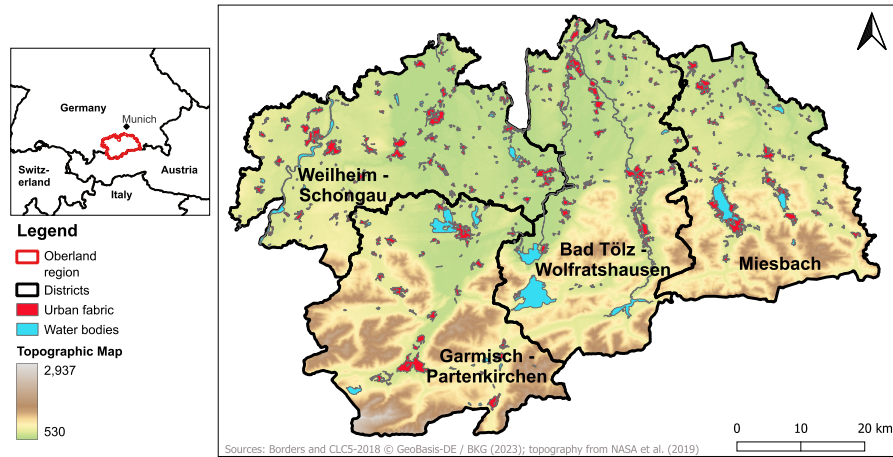 Germany
Munich
Switz-
erland
Austria
Italy
Legend
Oberland
region
Districts
Urban fabric
Water bodies
Topographic Map
2,937
530
Weilheim -
Schongau
Bad Tölz -
Wolfratshausen
Miesbach
Garmisch -
Partenkirchen
0 10 20 km
Sources: Borders and CLC5-2018 © GeoBasis-DE / BKG (2023); topography from NASA et al. (2019)